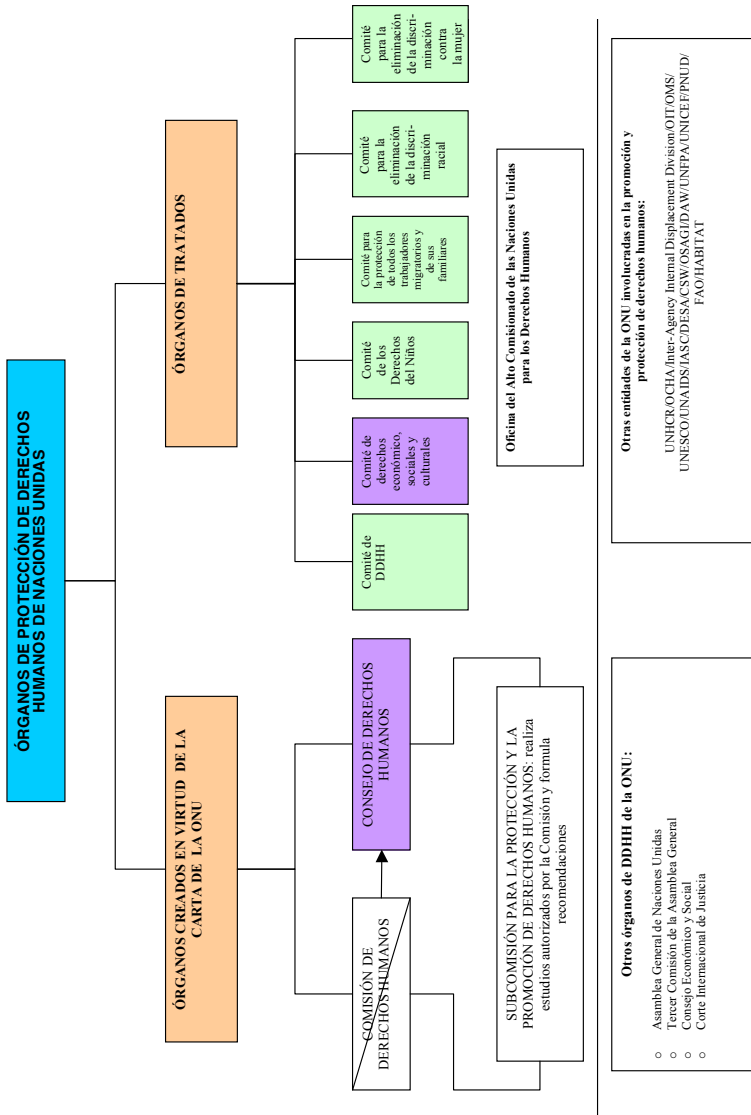 ÓRGANOS DE PROTECCIÓN DE DERECHOS
HUMANOS DE NACIONES UNIDAS
ÓRGANOS CREADOS EN VIRTUD DE LA
CARTA DE LA ONU
ÓRGANOS DE TRATADOS
COMISIÓN DE
DERECHOS HUMANOS
CONSEJO DE DERECHOS
HUMANOS
Comité de
DDHH
Comité de
derechos
económico,
sociales y
culturales
Comité
de los
Derechos
del Niños
Comité para
la protección
de todos los
trabajadores
migratorios y
de sus
familiares
Comité
para la
eliminación
de la discri-
minación
racial
Comité
para la
eliminación
de la discri-
minación
contra
la mujer
SUBCOMISIÓN PARA LA PROTECCIÓN Y LA
PROMOCIÓN DE DERECHOS HUMANOS: realiza
estudios autorizados por la Comisión y formula
recomendaciones
Oficina del Alto Comisionado de las Naciones Unidas
para los Derechos Humanos
Otros órganos de DDHH de la ONU:
○ Asamblea General de Naciones Unidas
○ Tercer Comisión de la Asamblea General
○ Consejo Económico y Social
○ Corte Internacional de Justicia
Otras entidades de la ONU involucradas en la promoción y
protección de derechos humanos:
UNHCR/OCHA/Inter-Agency Internal Displacement Division/OIT/OMS/
UNESCO/UNAIDS/IASC/DESA/CSW/OSAGI/DAW/UNFPA/UNICEF/PNUD/
FAO/HABITAT